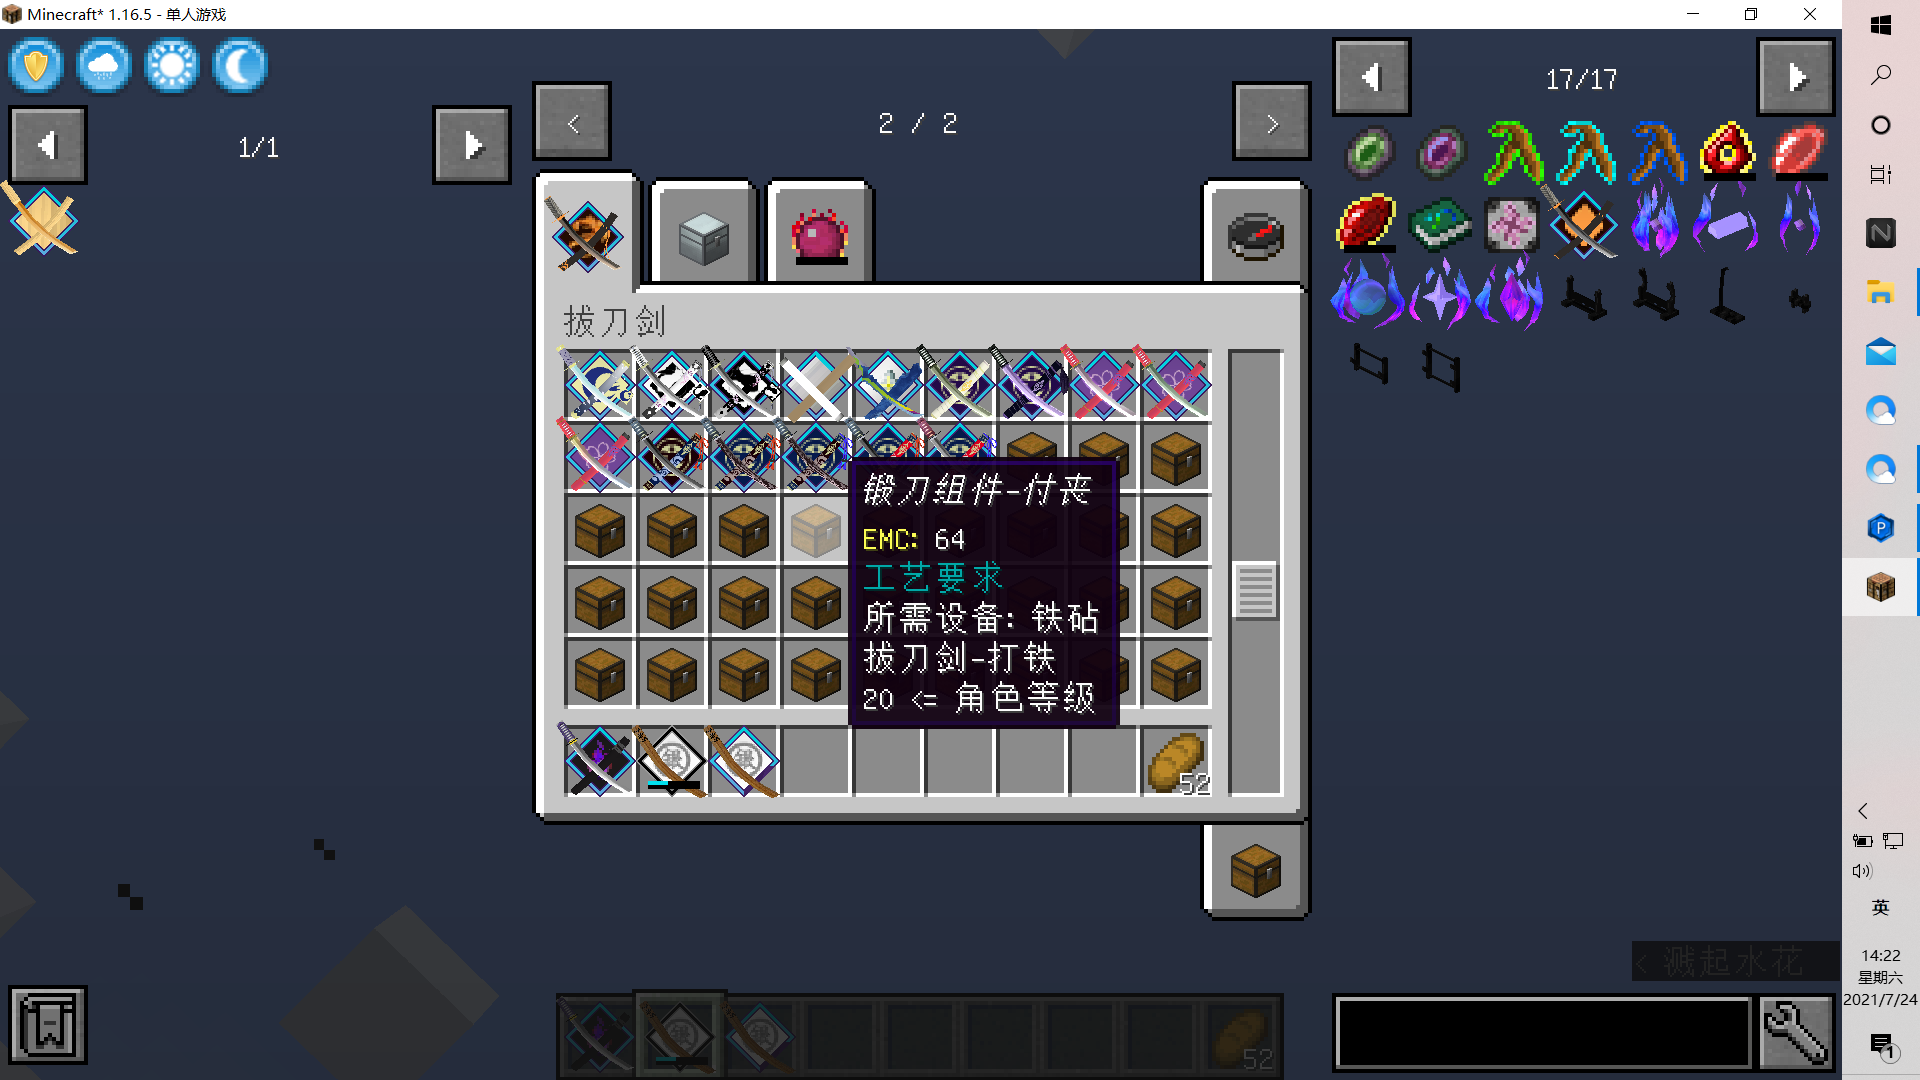 Minecraft* 1.16.5 - 单人游戏
1/1
2 / 2
17/17
拔刀剑
锻刀组件-付丧
EMC: 64
工艺要求
所需设备: 铁砧
拔刀剑-打铁
20 <= 角色等级
52
溅起水花
52
英
14:22
星期六
2021/7/24
1